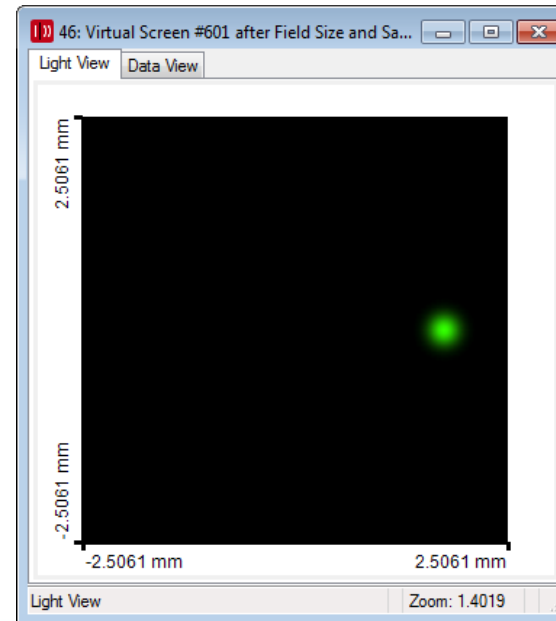 46: Virtual Screen #601 after Field Size and Sa...
Light View Data View
2.5061 mm
-2.5061 mm
-2.5061 mm 2.5061 mm
Light View Zoom: 1.4019